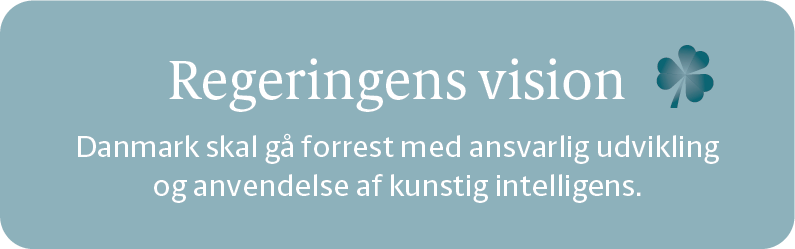 Regeringens vision
Danmark skal gå forrest med ansvarlig udvikling
og anvendelse af kunstig intelligens.